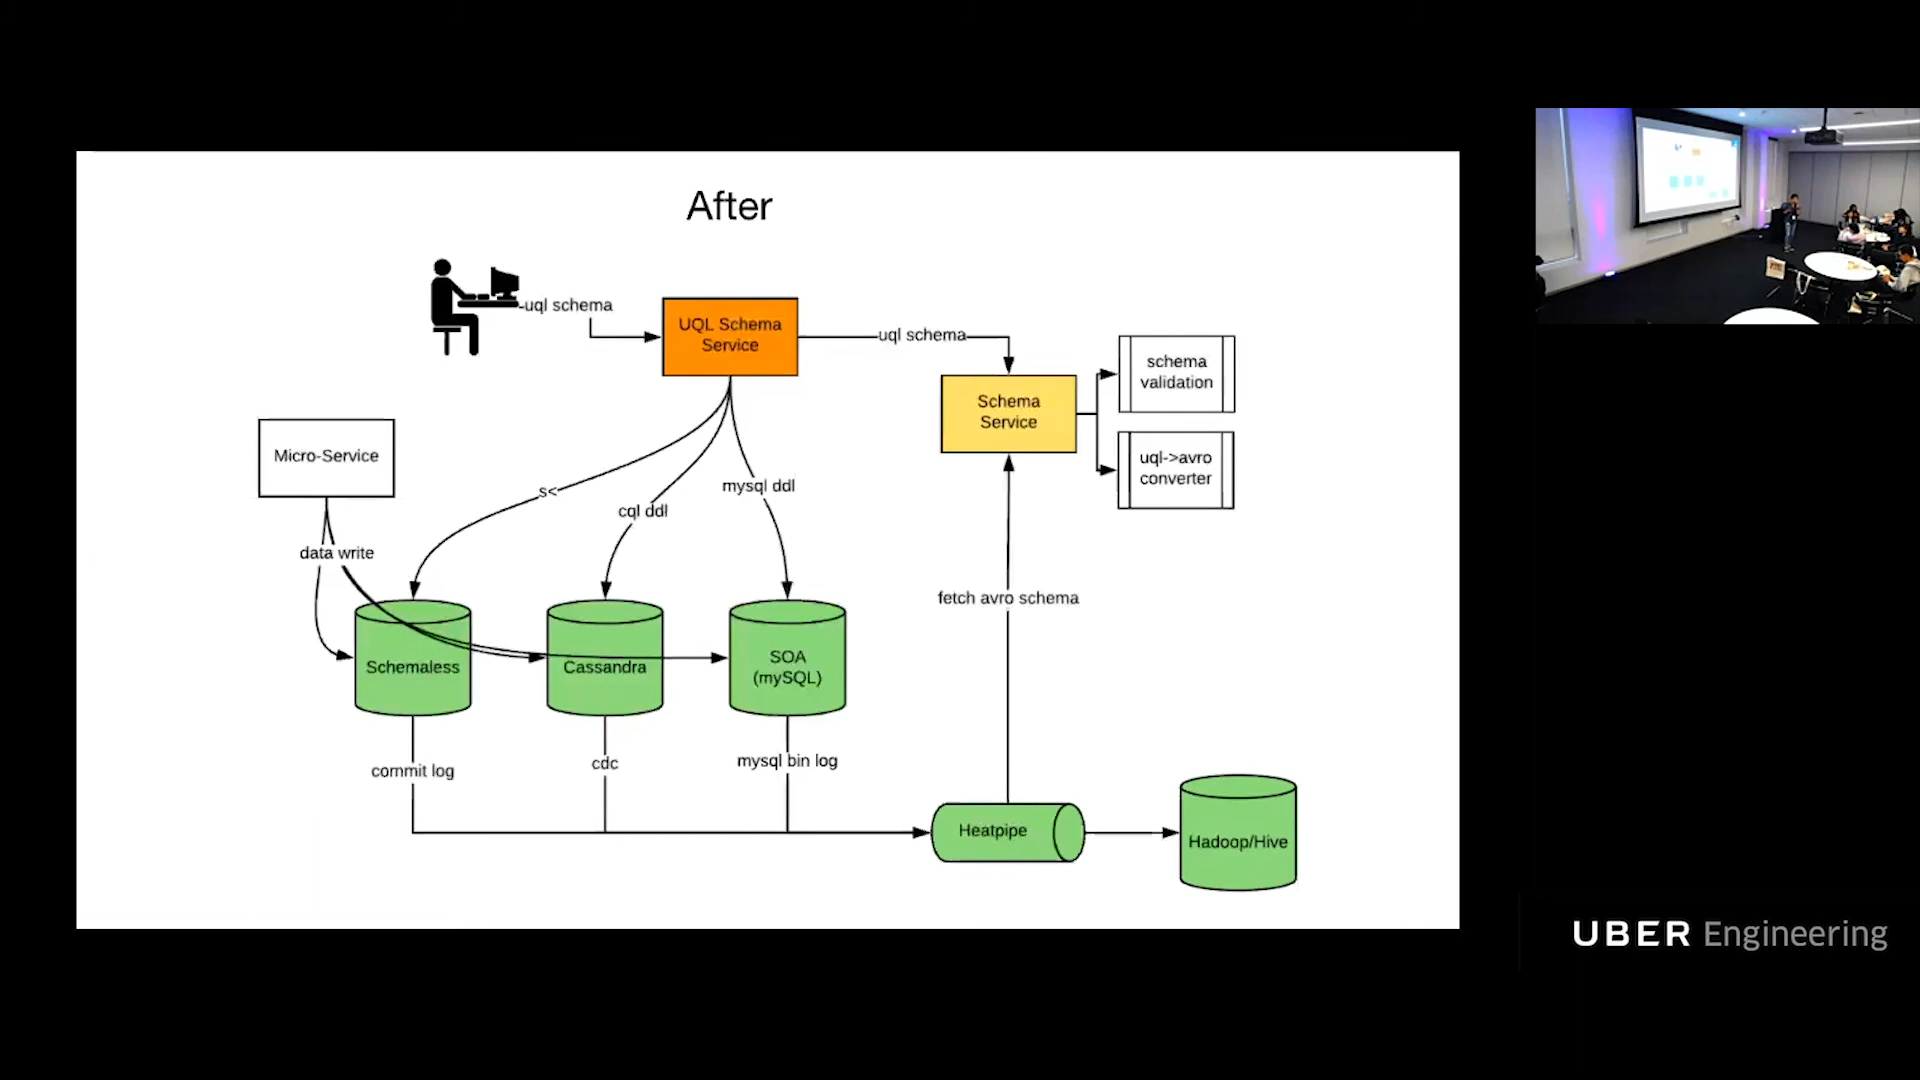 After
uql schema
UQL Schema
Service
uql schema
schema
validation
Schema
Service
uql->avro
converter
Micro-Service
s<
cql ddl
mysql ddl
data write
fetch avro schema
Schemaless
Cassandra
SOA
(mySQL)
commit log
cdc
mysql bin log
Heatpipe
Hadoop/Hive
UBER Engineering